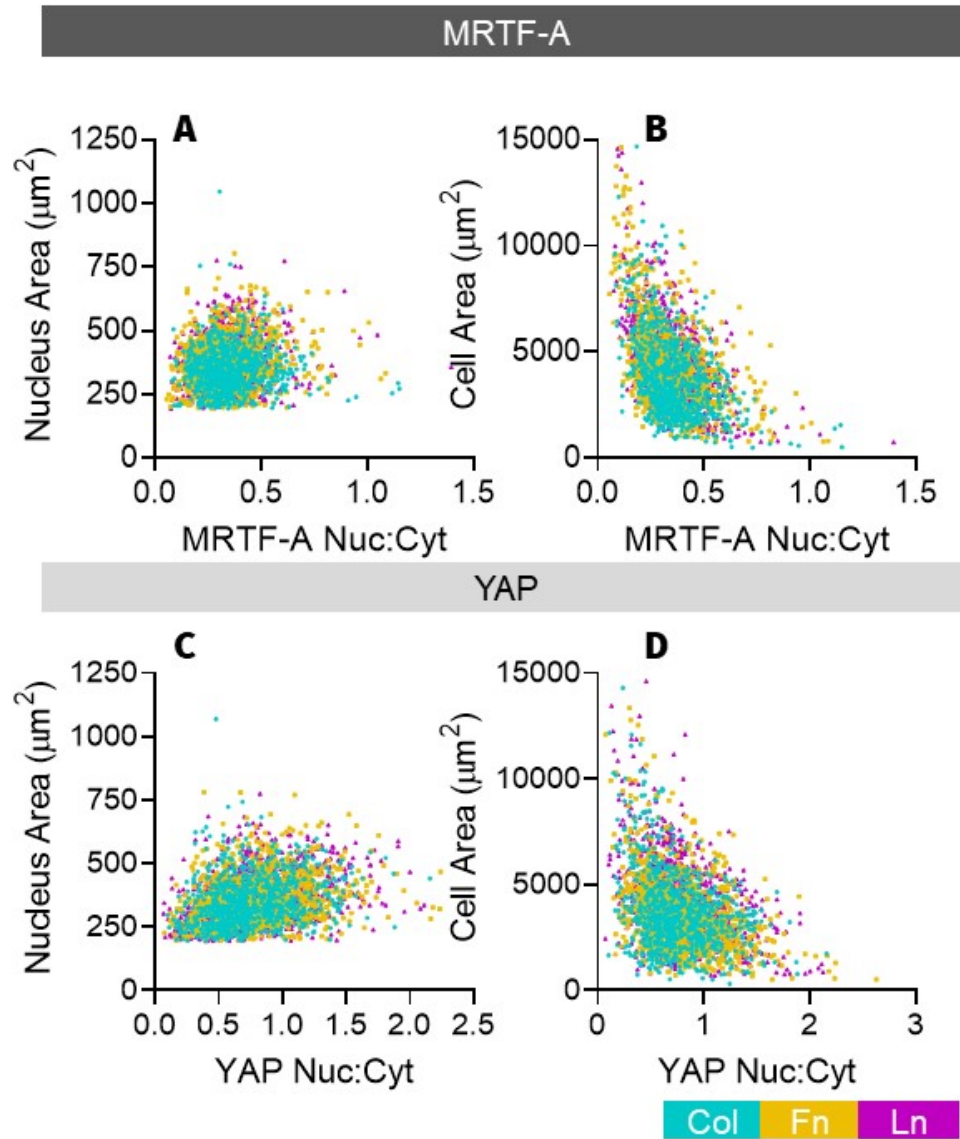 MRTF-A
A
B
Nucleus Area (μm²)
1250
1000
750
500
250
0
0.0 0.5 1.0 1.5
MRTF-A Nuc:Cyt
Cell Area (μm²)
15000
10000
5000
0
0.0 0.5 1.0 1.5
MRTF-A Nuc:Cyt
YAP
C
D
Nucleus Area (μm²)
1250
1000
750
500
250
0
0.0 0.5 1.0 1.5 2.0 2.5
YAP Nuc:Cyt
Cell Area (μm²)
15000
10000
5000
0
0 1 2 3
YAP Nuc:Cyt
Col Fn Ln